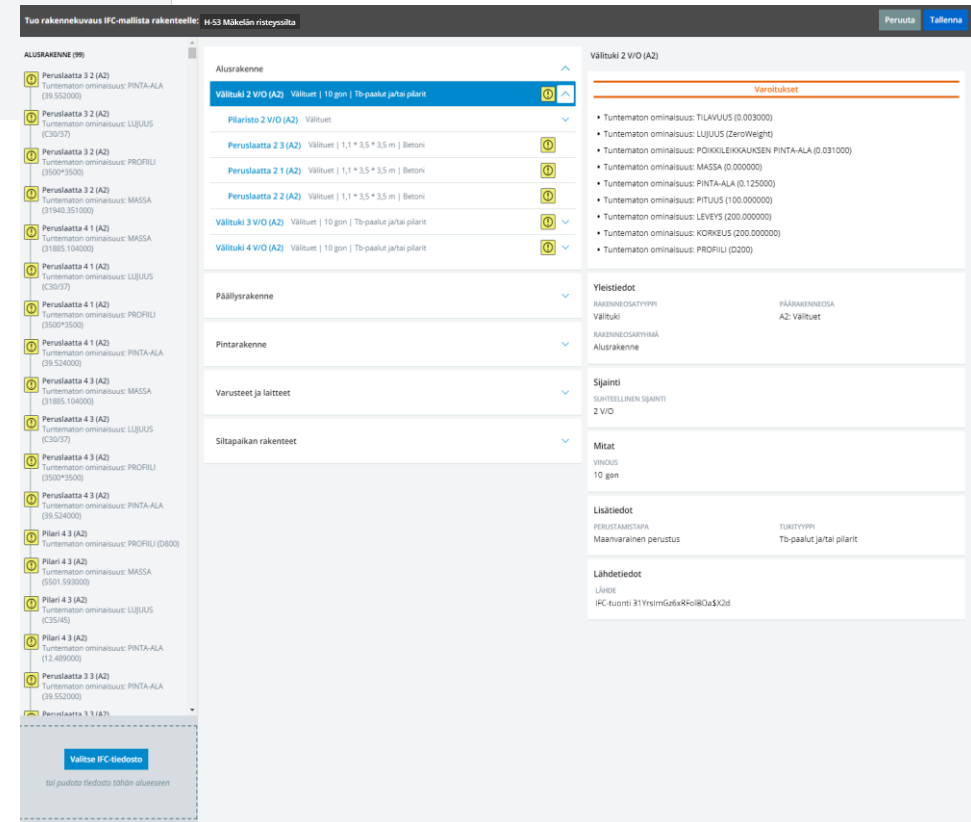 Tuo rakennekuvaus IFC-mallista rakenteelle: H-53 Mäkelän risteyssilta
Peruuta
Tallenna
ALUSRAKENNE (99)
Peruslaatta 3 2 (A2)
Tuntematon ominaisuus: PINTA-ALA
(39.552000)
Peruslaatta 3 2 (A2)
Tuntematon ominaisuus: LUJUUS
(C30/37)
Peruslaatta 3 2 (A2)
Tuntematon ominaisuus: PROFIILI
(3500*3500)
Peruslaatta 3 2 (A2)
Tuntematon ominaisuus: MASSA
(31940.351000)
Peruslaatta 4 1 (A2)
Tuntematon ominaisuus: MASSA
(31885.104000)
Peruslaatta 4 1 (A2)
Tuntematon ominaisuus: LUJUUS
(C30/37)
Peruslaatta 4 1 (A2)
Tuntematon ominaisuus: PROFIILI
(3500*3500)
Peruslaatta 4 1 (A2)
Tuntematon ominaisuus: PINTA-ALA
(39.524000)
Peruslaatta 4 3 (A2)
Tuntematon ominaisuus: MASSA
(31885.104000)
Peruslaatta 4 3 (A2)
Tuntematon ominaisuus: LUJUUS
(C30/37)
Peruslaatta 4 3 (A2)
Tuntematon ominaisuus: PROFIILI
(3500*3500)
Peruslaatta 4 3 (A2)
Tuntematon ominaisuus: PINTA-ALA
(39.524000)
Pilari 4 3 (A2)
Tuntematon ominaisuus: PROFIILI (D800)
Pilari 4 3 (A2)
Tuntematon ominaisuus: MASSA
(5501.593000)
Pilari 4 3 (A2)
Tuntematon ominaisuus: LUJUUS
(C35/45)
Pilari 4 3 (A2)
Tuntematon ominaisuus: PINTA-ALA
(12.489000)
Peruslaatta 3 3 (A2)
Tuntematon ominaisuus: PINTA-ALA
(39.552000)
Peruslaatta 3 3 (A2)
Valitse IFC-tiedosto
tai pudota tiedosto tähän alueeseen
Alusrakenne
Välituki 2 V/O (A2) Välituet | 10 gon | Tb-paalut ja/tai pilarit
Pilaristo 2 V/O (A2) Välituet
Peruslaatta 2 3 (A2) Välituet | 1,1 * 3,5 * 3,5 m | Betoni
Peruslaatta 2 1 (A2) Välituet | 1,1 * 3,5 * 3,5 m | Betoni
Peruslaatta 2 2 (A2) Välituet | 1,1 * 3,5 * 3,5 m | Betoni
Välituki 3 V/O (A2) Välituet | 10 gon | Tb-paalut ja/tai pilarit
Välituki 4 V/O (A2) Välituet | 10 gon | Tb-paalut ja/tai pilarit
Päällysrakenne
Pintarakenne
Varusteet ja laitteet
Siltapaikan rakenteet
Välituki 2 V/O (A2)
Varoitukset
• Tuntematon ominaisuus: TILAVUUS (0.003000)
• Tuntematon ominaisuus: LUJUUS (ZeroWeight)
• Tuntematon ominaisuus: POIKKILEIKKAUKSEN PINTA-ALA (0.031000)
• Tuntematon ominaisuus: MASSA (0.000000)
• Tuntematon ominaisuus: PINTA-ALA (0.125000)
• Tuntematon ominaisuus: PITUUS (100.000000)
• Tuntematon ominaisuus: LEVEYS (200.000000)
• Tuntematon ominaisuus: KORKEUS (200.000000)
• Tuntematon ominaisuus: PROFIILI (D200)
Yleistiedot
RAKENNEOSATYYPPI
Välituki
PÄÄRAKENNEOSA
A2: Välituet
RAKENNEOSARYHMÄ
Alusrakenne
Sijainti
SUHTEELLINEN SIJAINTI
2 V/O
Mitat
VINOUS
10 gon
Lisätiedot
PERUSTAMISTAPA
Maanvarainen perustus
TUKITYYPPI
Tb-paalut ja/tai pilarit
Lähdetiedot
LÄHDE
IFC-tuonti 31YrsImGz6xRFolBOa$X2d